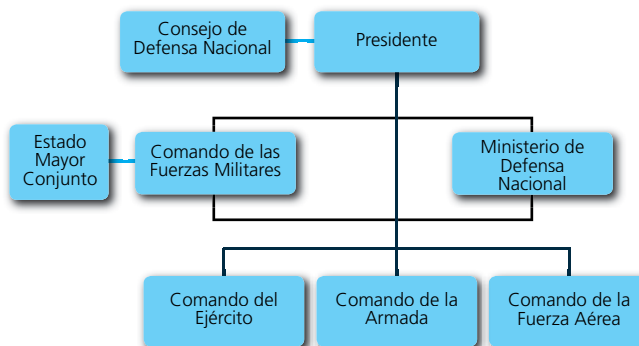 Consejo de
Defensa Nacional
Presidente
Estado
Mayor
Conjunto
Comando de las
Fuerzas Militares
Ministerio de
Defensa
Nacional
Comando del
Ejército
Comando de la
Armada
Comando de la
Fuerza Aérea